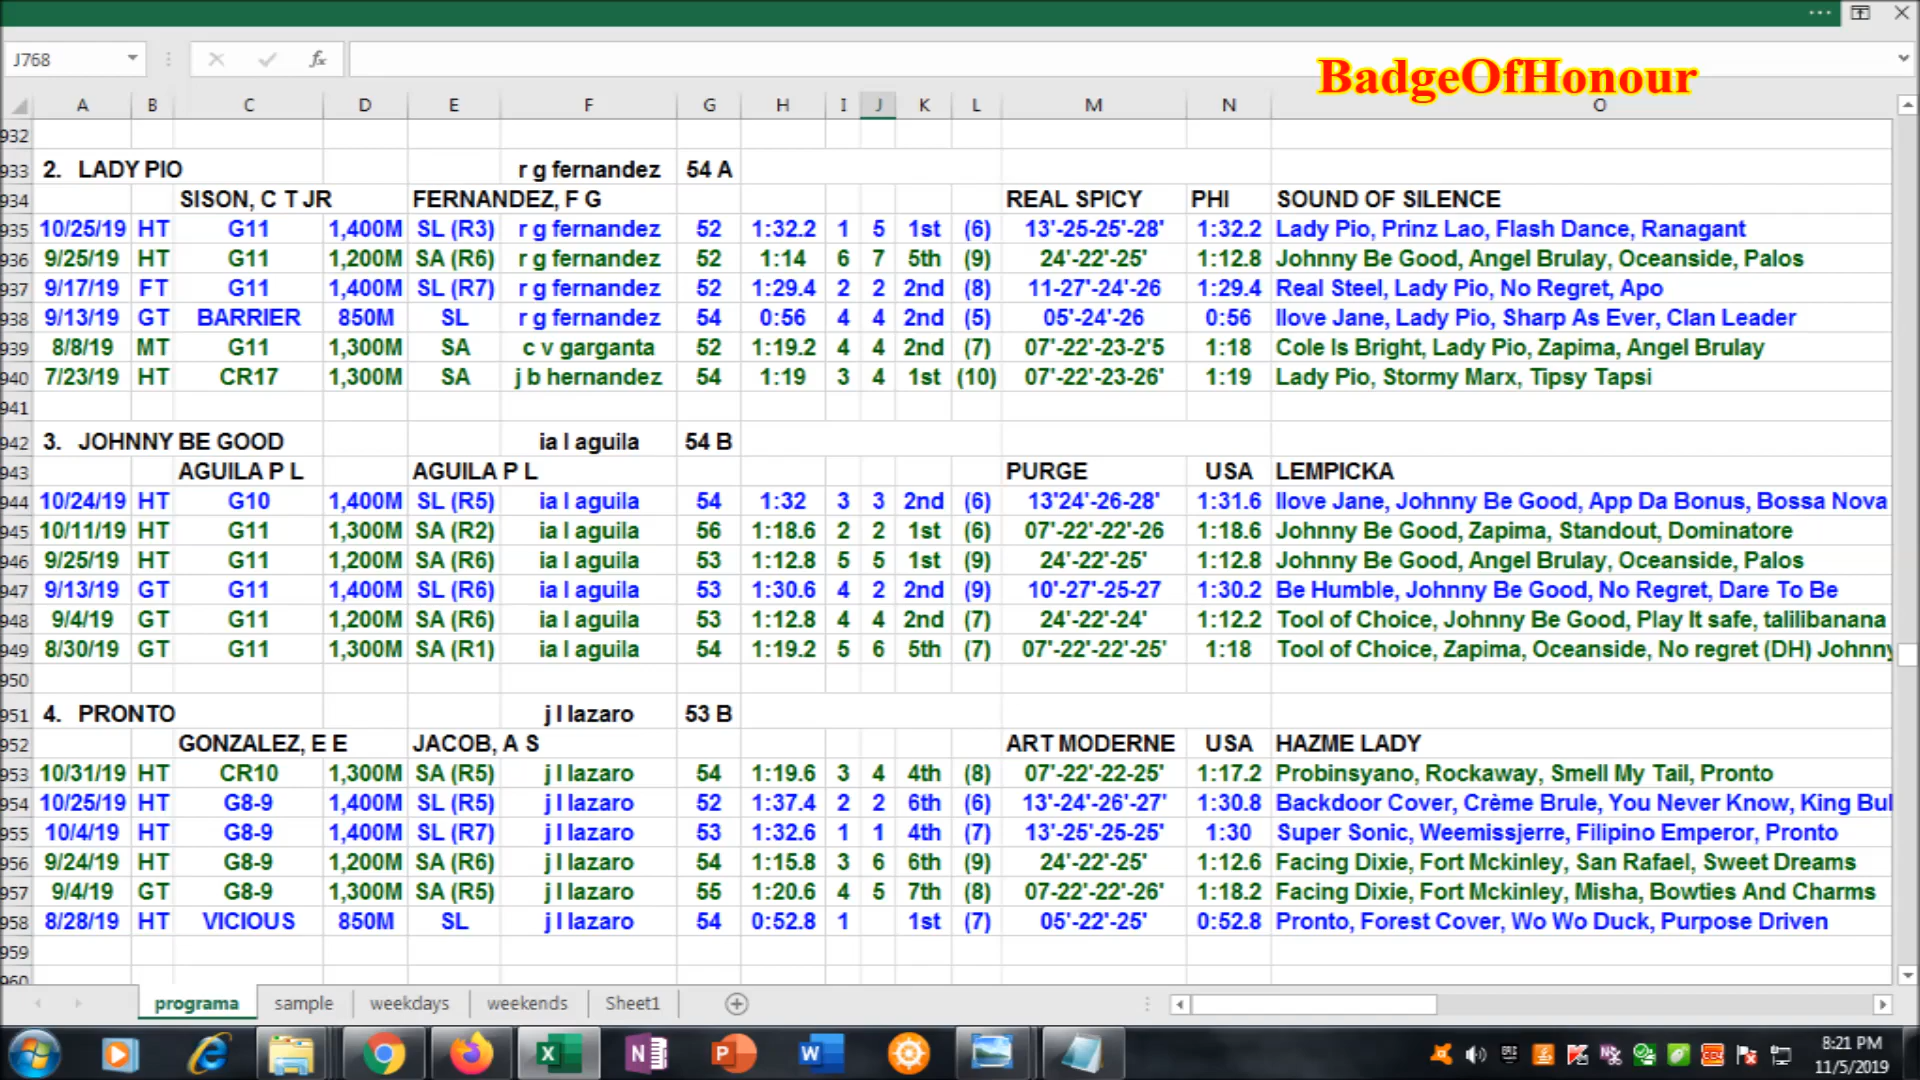 J768 fx
BadgeOfHonour
A B C D E F G H I J K L M N O
932
933 2. LADY PIO r g fernandez 54 A
934 SISON, C T JR FERNANDEZ, F G REAL SPICY PHI SOUND OF SILENCE
935 10/25/19 HT G11 1,400M SL (R3) r g fernandez 52 1:32.2 1 5 1st (6) 13'-25-25'-28' 1:32.2 Lady Pio, Prinz Lao, Flash Dance, Ranagant
936 9/25/19 HT G11 1,200M SA (R6) r g fernandez 52 1:14 6 7 5th (9) 24'-22'-25' 1:12.8 Johnny Be Good, Angel Brulay, Oceanside, Palos
937 9/17/19 FT G11 1,400M SL (R7) r g fernandez 52 1:29.4 2 2 2nd (8) 11-27'-24'-26 1:29.4 Real Steel, Lady Pio, No Regret, Apo
938 9/13/19 GT BARRIER 850M SL r g fernandez 54 0:56 4 4 2nd (5) 05'-24'-26 0:56 Ilove Jane, Lady Pio, Sharp As Ever, Clan Leader
939 8/8/19 MT G11 1,300M SA c v garganta 52 1:19.2 4 4 2nd (7) 07'-22'-23-2'5 1:18 Cole Is Bright, Lady Pio, Zapima, Angel Brulay
940 7/23/19 HT CR17 1,300M SA j b hernandez 54 1:19 3 4 1st (10) 07'-22'-23-26' 1:19 Lady Pio, Stormy Marx, Tipsy Tapsi
941
942 3. JOHNNY BE GOOD ia l aguila 54 B
943 AGUILA P L AGUILA P L PURGE USA LEMPICKA
944 10/24/19 HT G10 1,400M SL (R5) ia l aguila 54 1:32 3 3 2nd (6) 13'24'-26-28' 1:31.6 Ilove Jane, Johnny Be Good, App Da Bonus, Bossa Nova
945 10/11/19 HT G11 1,300M SA (R2) ia l aguila 56 1:18.6 2 2 1st (6) 07'-22'-22'-26 1:18.6 Johnny Be Good, Zapima, Standout, Dominatore
946 9/25/19 HT G11 1,200M SA (R6) ia l aguila 53 1:12.8 5 5 1st (9) 24'-22'-25' 1:12.8 Johnny Be Good, Angel Brulay, Oceanside, Palos
947 9/13/19 GT G11 1,400M SL (R6) ia l aguila 53 1:30.6 4 2 2nd (9) 10'-27'-25-27 1:30.2 Be Humble, Johnny Be Good, No Regret, Dare To Be
948 9/4/19 GT G11 1,200M SA (R6) ia l aguila 53 1:12.8 4 4 2nd (7) 24'-22'-24' 1:12.2 Tool of Choice, Johnny Be Good, Play It safe, talilibanana
949 8/30/19 GT G11 1,300M SA (R1) ia l aguila 54 1:19.2 5 6 5th (7) 07'-22'-22'-25' 1:18 Tool of Choice, Zapima, Oceanside, No regret (DH) Johnny
950
951 4. PRONTO j l lazaro 53 B
952 GONZALEZ, E E JACOB, A S ART MODERNE USA HAZME LADY
953 10/31/19 HT CR10 1,300M SA (R5) j l lazaro 54 1:19.6 3 4 4th (8) 07'-22'-22-25' 1:17.2 Probinsyano, Rockaway, Smell My Tail, Pronto
954 10/25/19 HT G8-9 1,400M SL (R5) j l lazaro 52 1:37.4 2 2 6th (6) 13'-24'-26'-27' 1:30.8 Backdoor Cover, Crème Brule, You Never Know, King Bul
955 10/4/19 HT G8-9 1,400M SL (R7) j l lazaro 53 1:32.6 1 1 4th (7) 13'-25'-25-25' 1:30 Super Sonic, Weemissjerre, Filipino Emperor, Pronto
956 9/24/19 HT G8-9 1,200M SA (R6) j l lazaro 54 1:15.8 3 6 6th (9) 24'-22'-25' 1:12.6 Facing Dixie, Fort Mckinley, San Rafael, Sweet Dreams
957 9/4/19 GT G8-9 1,300M SA (R5) j l lazaro 55 1:20.6 4 5 7th (8) 07-22'-22'-26' 1:18.2 Facing Dixie, Fort Mckinley, Misha, Bowties And Charms
958 8/28/19 HT VICIOUS 850M SL j l lazaro 54 0:52.8 1 1st (7) 05'-22'-25' 0:52.8 Pronto, Forest Cover, Wo Wo Duck, Purpose Driven
959
960
programa sample weekdays weekends Sheet1
8:21 PM
11/5/2019